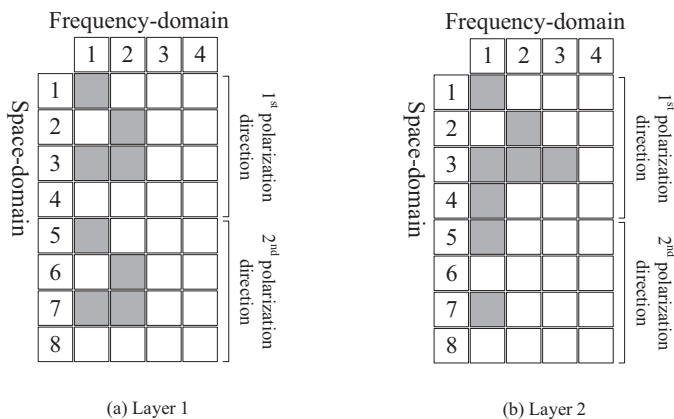 Frequency-domain
1 2 3 4
Space-domain
1
2
3
4
5
6
7
8
1st polarization
direction
2nd polarization
direction
(a) Layer 1
Frequency-domain
1 2 3 4
Space-domain
1
2
3
4
5
6
7
8
1st polarization
direction
2nd polarization
direction
(b) Layer 2